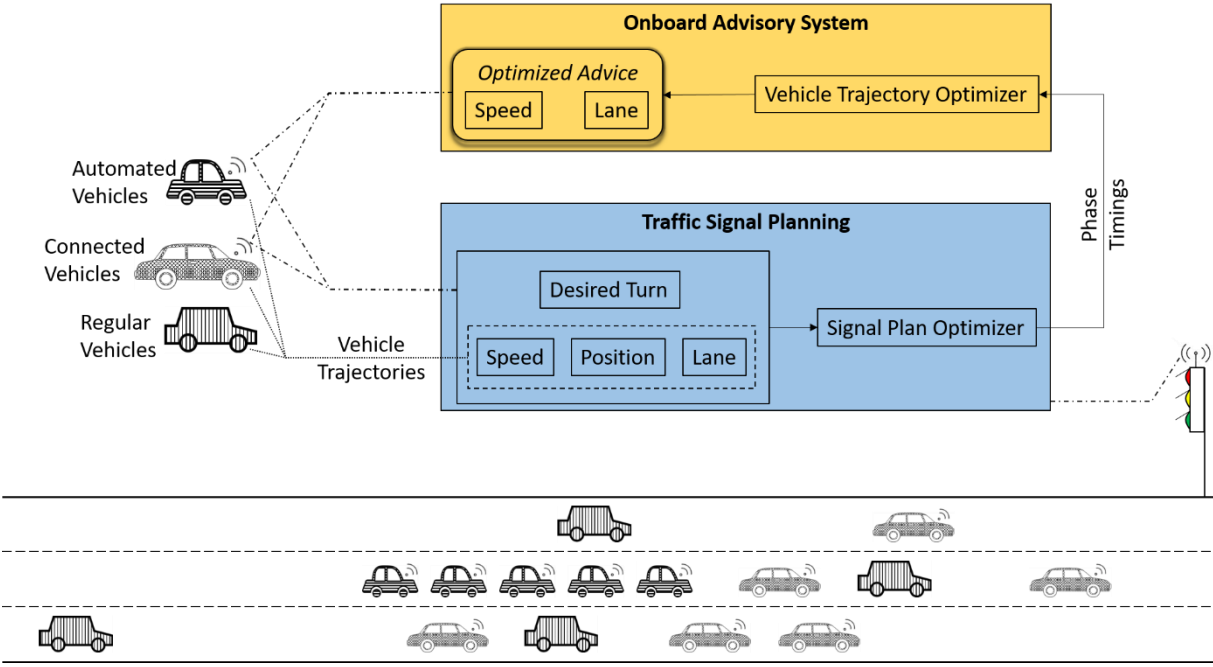 Onboard Advisory System
Optimized Advice
Speed
Lane
Vehicle Trajectory Optimizer
Automated
Vehicles
Connected
Vehicles
Regular
Vehicles
Vehicle
Trajectories
Traffic Signal Planning
Desired Turn
Speed
Position
Lane
Signal Plan Optimizer
Phase
Timings